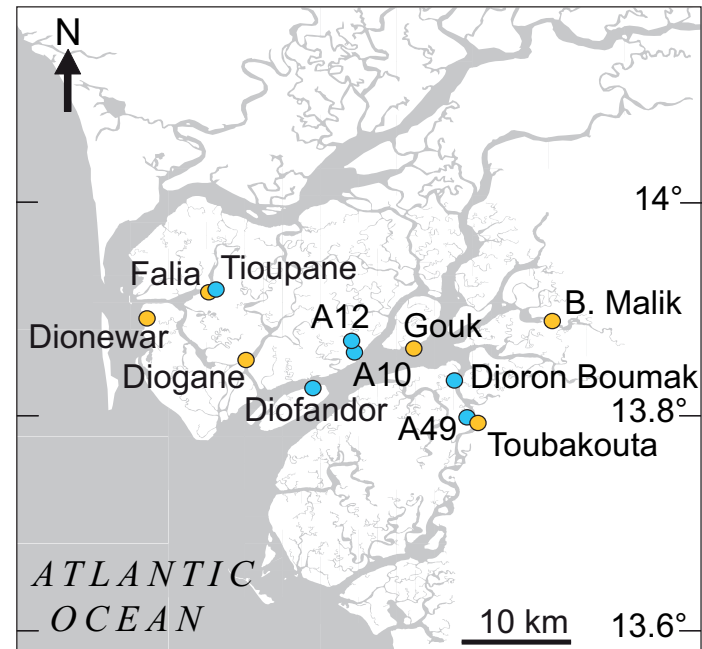 N
14°
Falia
Tioupane
A12
Gouk
B. Malik
Dionewar
Diogane
A10
Dioron Boumak
Diofandor
13.8°
A49
Toubakouta
ATLANTIC
OCEAN
10 km
13.6°